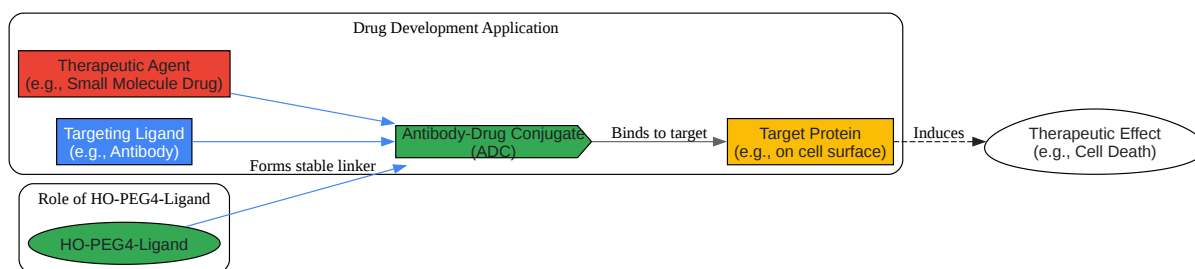 Drug Development Application
Therapeutic Agent
(e.g., Small Molecule Drug)
Targeting Ligand
(e.g., Antibody)
Forms stable linker
Antibody-Drug Conjugate
(ADC)
Binds to target
Target Protein
(e.g., on cell surface)
Induces
Therapeutic Effect
(e.g., Cell Death)
Role of HO-PEG4-Ligand
HO-PEG4-Ligand